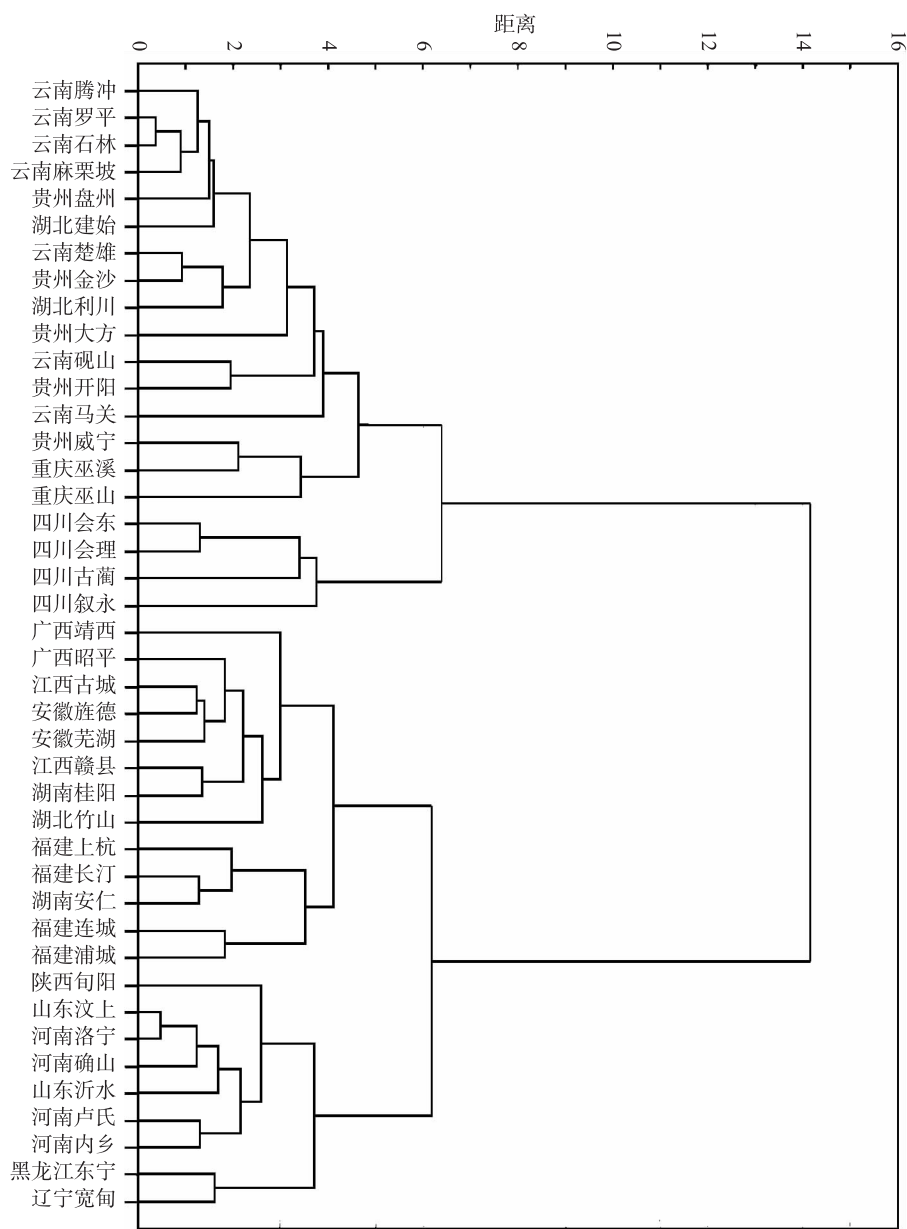 距离
0 2 4 6 8 10 12 14 16
云南腾冲
云南罗平
云南石林
云南麻栗坡
贵州盘州
湖北建始
云南楚雄
贵州金沙
湖北利川
贵州大方
云南砚山
贵州开阳
云南马关
贵州威宁
重庆巫溪
重庆巫山
四川会东
四川会理
四川古蔺
四川叙永
广西靖西
广西昭平
江西古城
安徽旌德
安徽芜湖
江西赣县
湖南桂阳
湖北竹山
福建上杭
福建长汀
湖南安仁
福建连城
福建浦城
陕西旬阳
山东汶上
河南洛宁
河南确山
山东沂水
河南卢氏
河南内乡
黑龙江东宁
辽宁宽甸